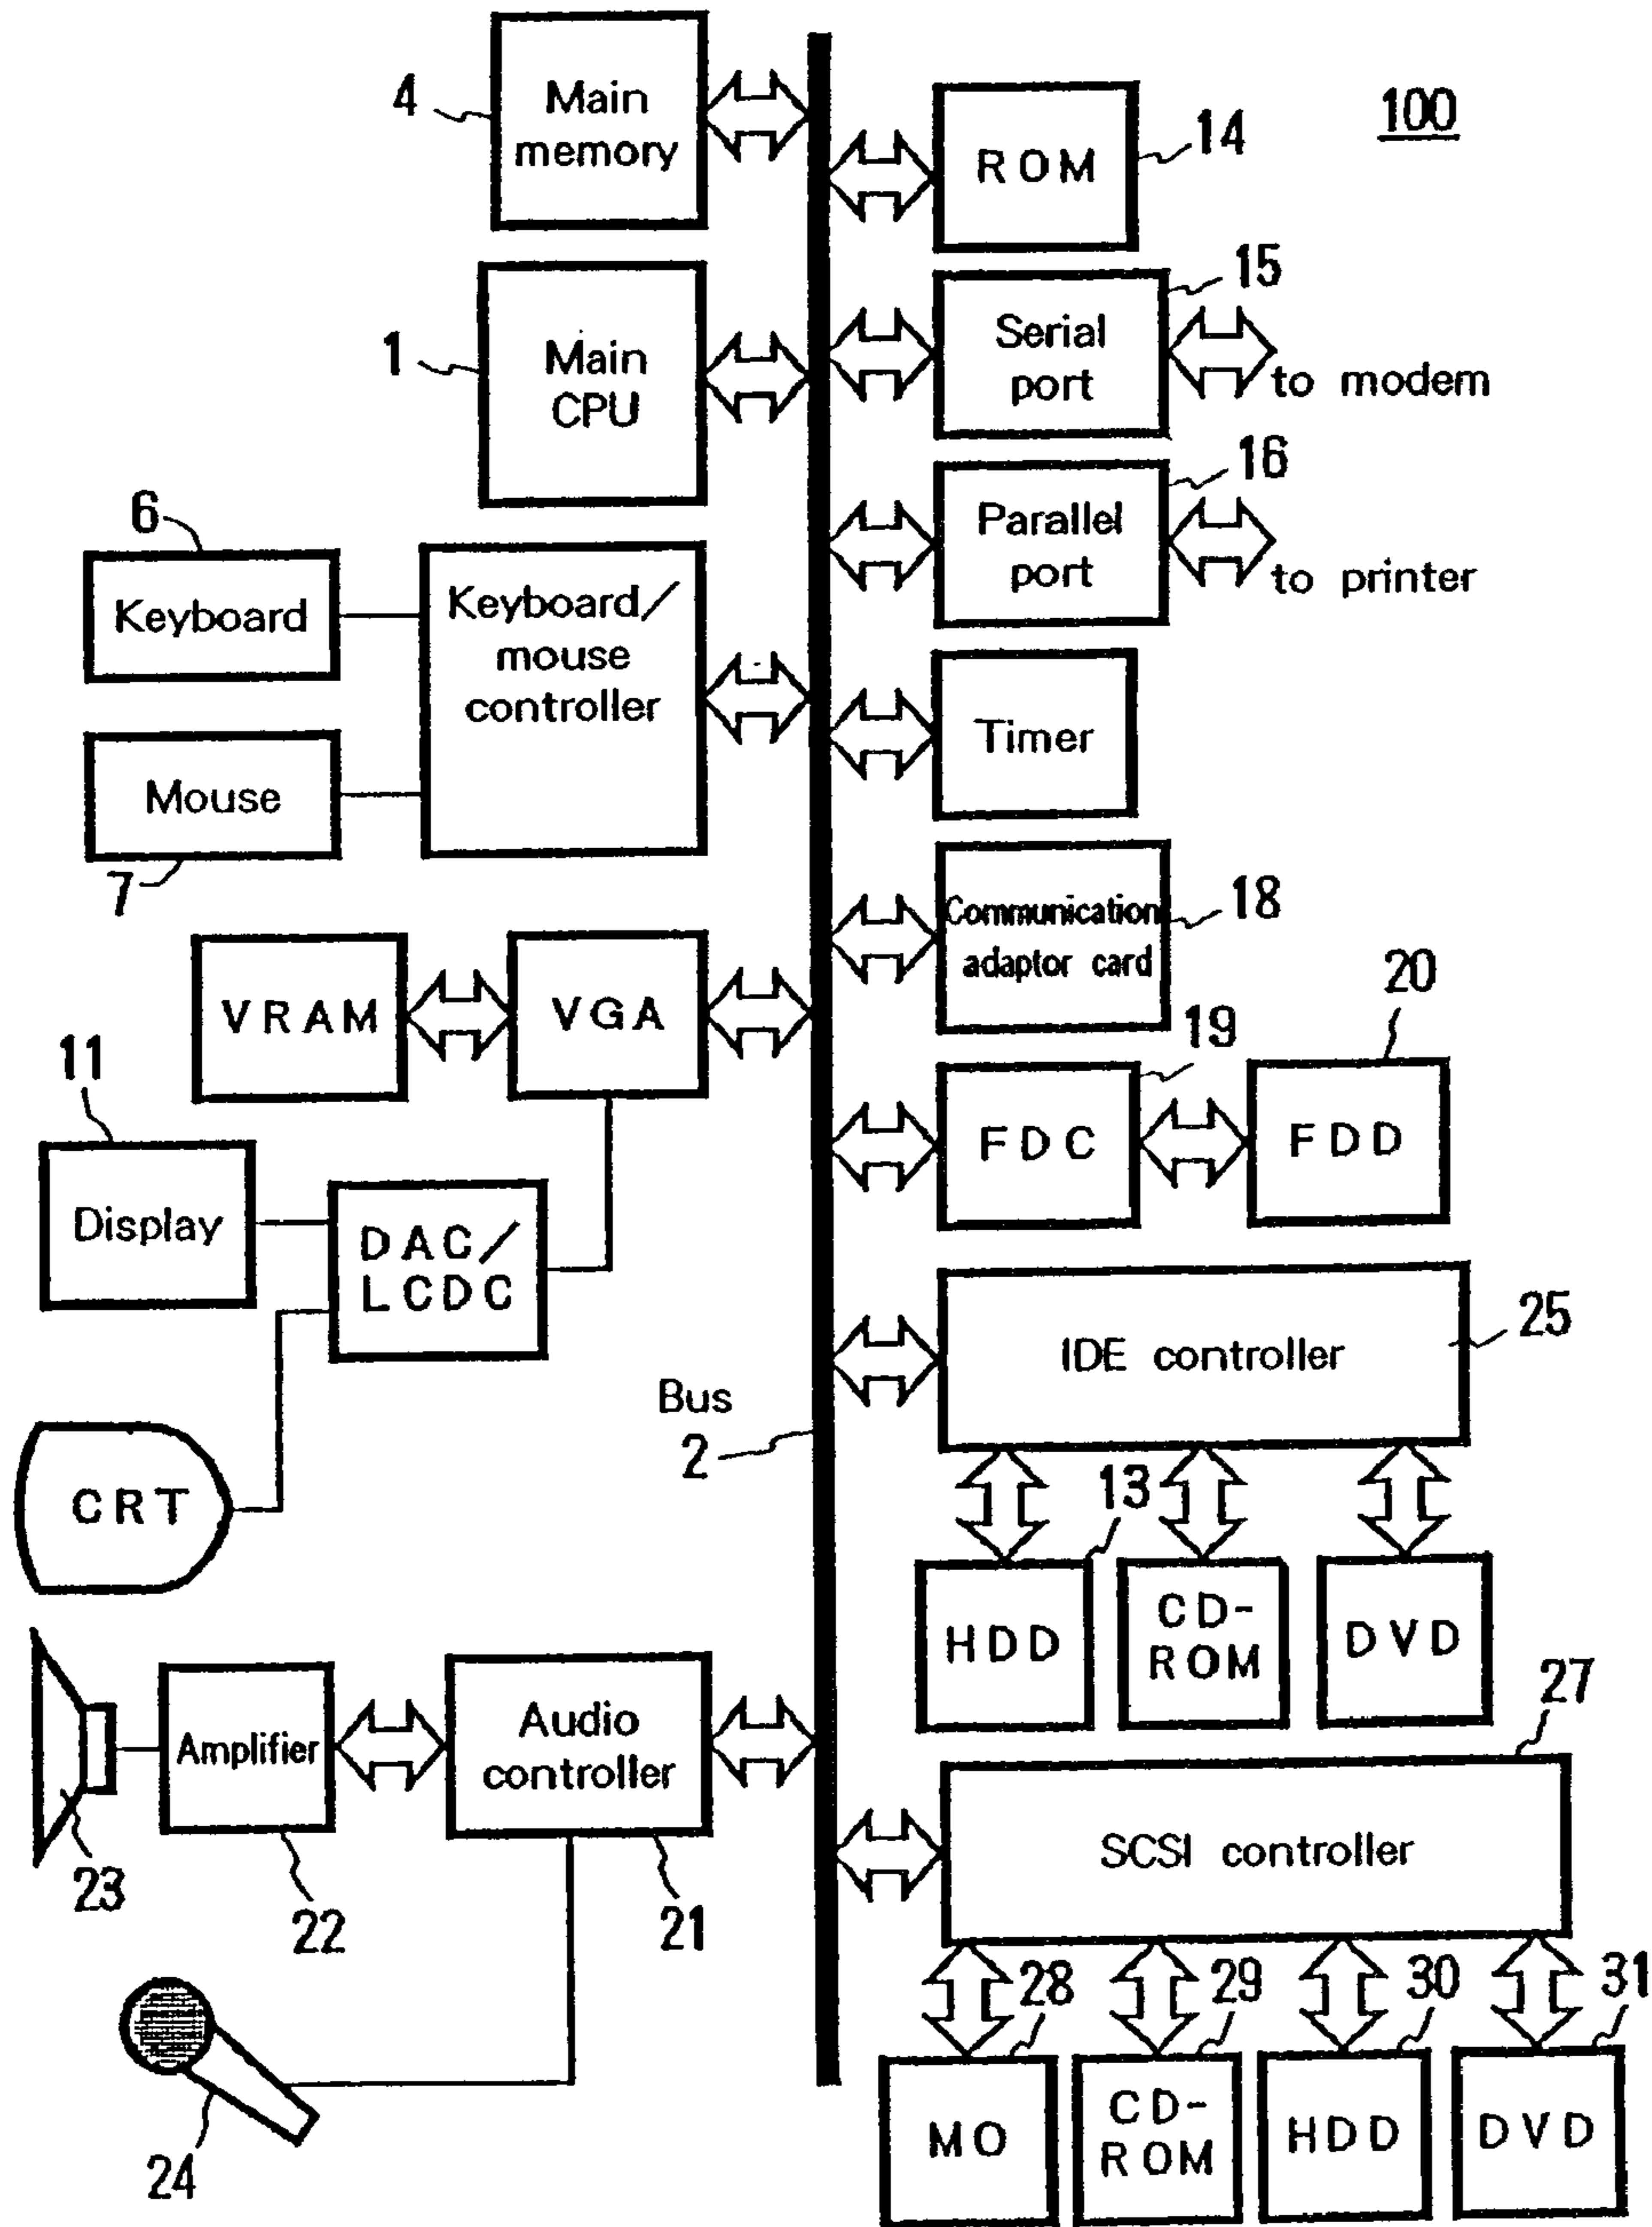 100
4
Main
memory
ROM
14
1
Main
CPU
15
Serial
port
to modem
16
Parallel
port
to printer
6
Keyboard
Keyboard/
mouse
controller
Mouse
7
Timer
Communication
adaptor card
18
VRAM
VGA
19
FDC
20
FDD
11
Display
DAC/
LCDC
CRT
Bus
2
IDE controller
25
13
HDD
CD-
ROM
DVD
23
Amplifier
22
Audio
controller
21
24
27
SCSI controller
28
MO
29
CD-
ROM
30
HDD
31
DVD